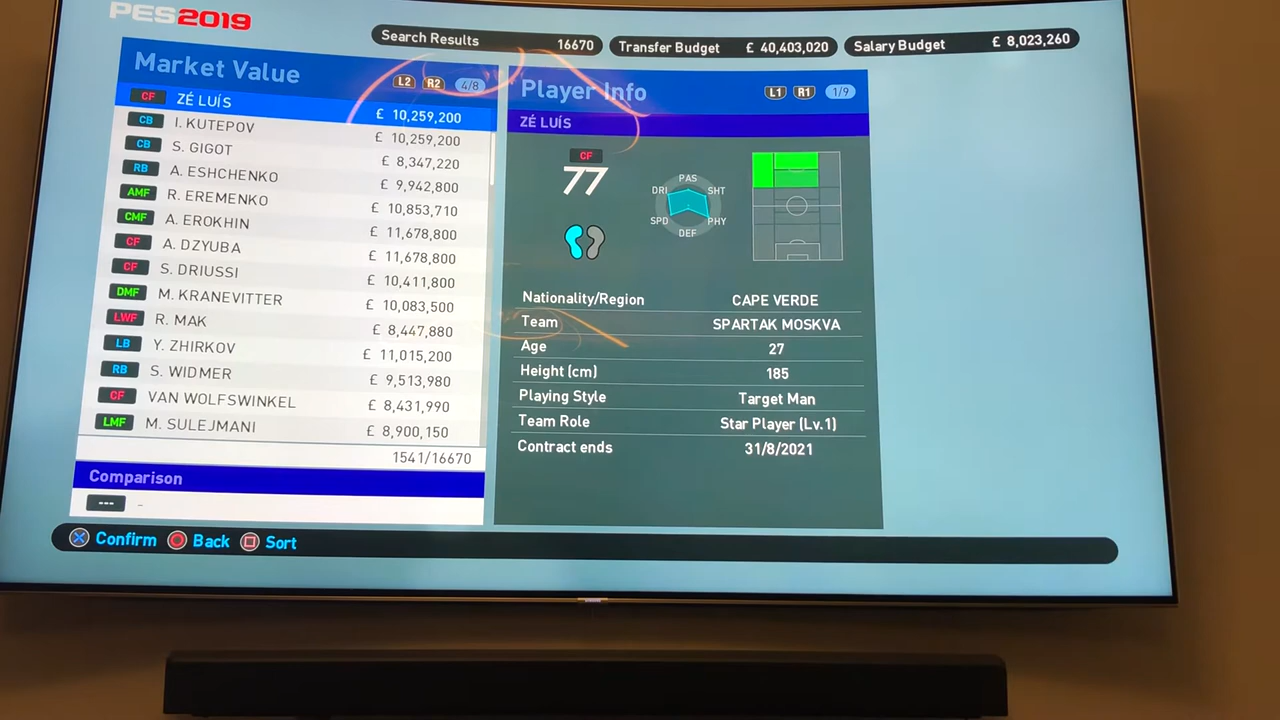 PES2019
Search Results 16670
Transfer Budget £ 40,403,020
Salary Budget £ 8,023,260
Market Value L2 R2 4/8
CF ZÉ LUÍS £ 10,259,200
CB I. KUTEPOV £ 10,259,200
CB S. GIGOT £ 8,347,220
RB A. ESHCHENKO £ 9,942,800
AMF R. EREMENKO £ 10,853,710
CMF A. EROKHIN £ 11,678,800
CF A. DZYUBA £ 11,678,800
CF S. DRIUSSI £ 10,411,800
DMF M. KRANEVITTER £ 10,083,500
LWF R. MAK £ 8,447,880
LB Y. ZHIRKOV £ 11,015,200
RB S. WIDMER £ 9,513,980
CF VAN WOLFSWINKEL £ 8,431,990
LMF M. SULEJMANI £ 8,900,150
1541/16670
Comparison
--- -
Player Info L1 R1 1/9
ZÉ LUÍS
CF
77
PAS
DRI SHT
SPD PHY
DEF
Nationality/Region CAPE VERDE
Team SPARTAK MOSKVA
Age 27
Height (cm) 185
Playing Style Target Man
Team Role Star Player (Lv.1)
Contract ends 31/8/2021
Confirm Back Sort